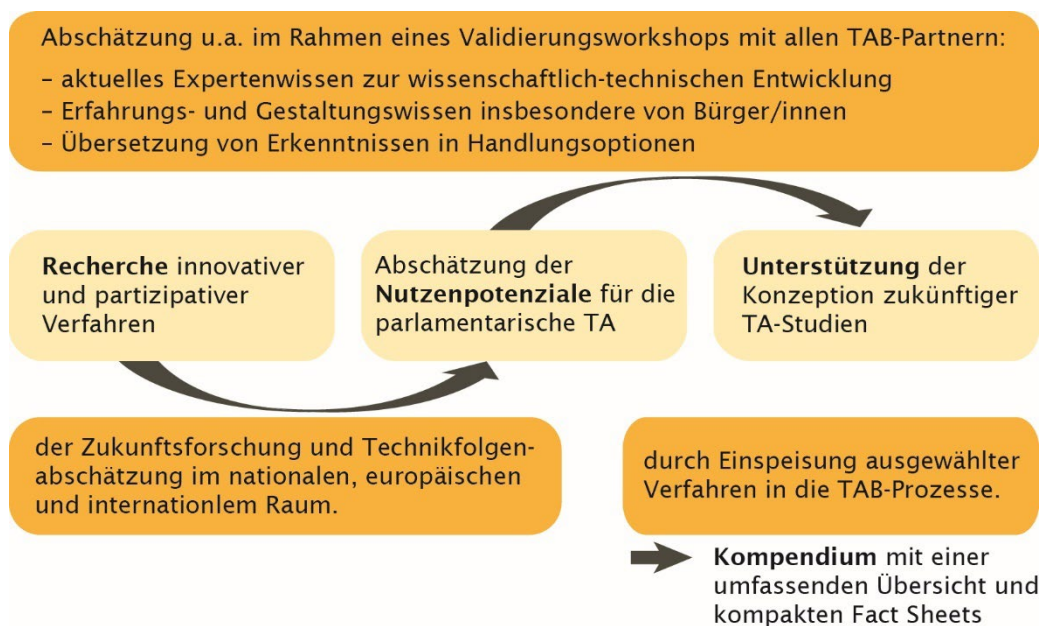 Abschätzung u.a. im Rahmen eines Validierungsworkshops mit allen TAB-Partnern:
– aktuelles Expertenwissen zur wissenschaftlich-technischen Entwicklung
– Erfahrungs- und Gestaltungswissen insbesondere von Bürger/innen
– Übersetzung von Erkenntnissen in Handlungsoptionen
Recherche innovativer
und partizipativer
Verfahren
Abschätzung der
Nutzenpotenziale für die
parlamentarische TA
Unterstützung der
Konzeption zukünftiger
TA-Studien
der Zukunftsforschung und Technikfolgen-
abschätzung im nationalen, europäischen
und internationlem Raum.
durch Einspeisung ausgewählter
Verfahren in die TAB-Prozesse.
Kompendium mit einer
umfassenden Übersicht und
kompakten Fact Sheets